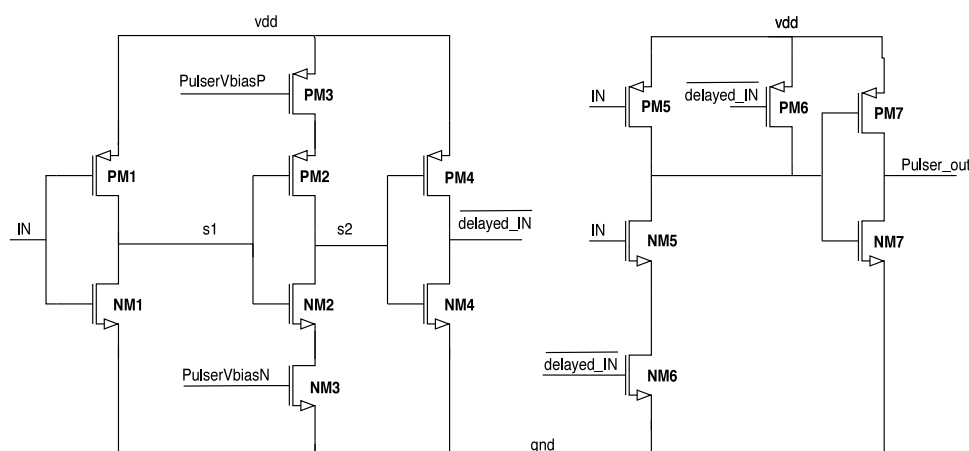 vdd
vdd
PulserVbiasP
PM3
IN
PM5
delayed_IN
PM6
PM7
PM1
PM2
PM4
Pulser_out
IN
s1
s2
delayed_IN
IN
NM5
NM7
NM1
NM2
NM4
PulserVbiasN
NM3
delayed_IN
NM6
gnd